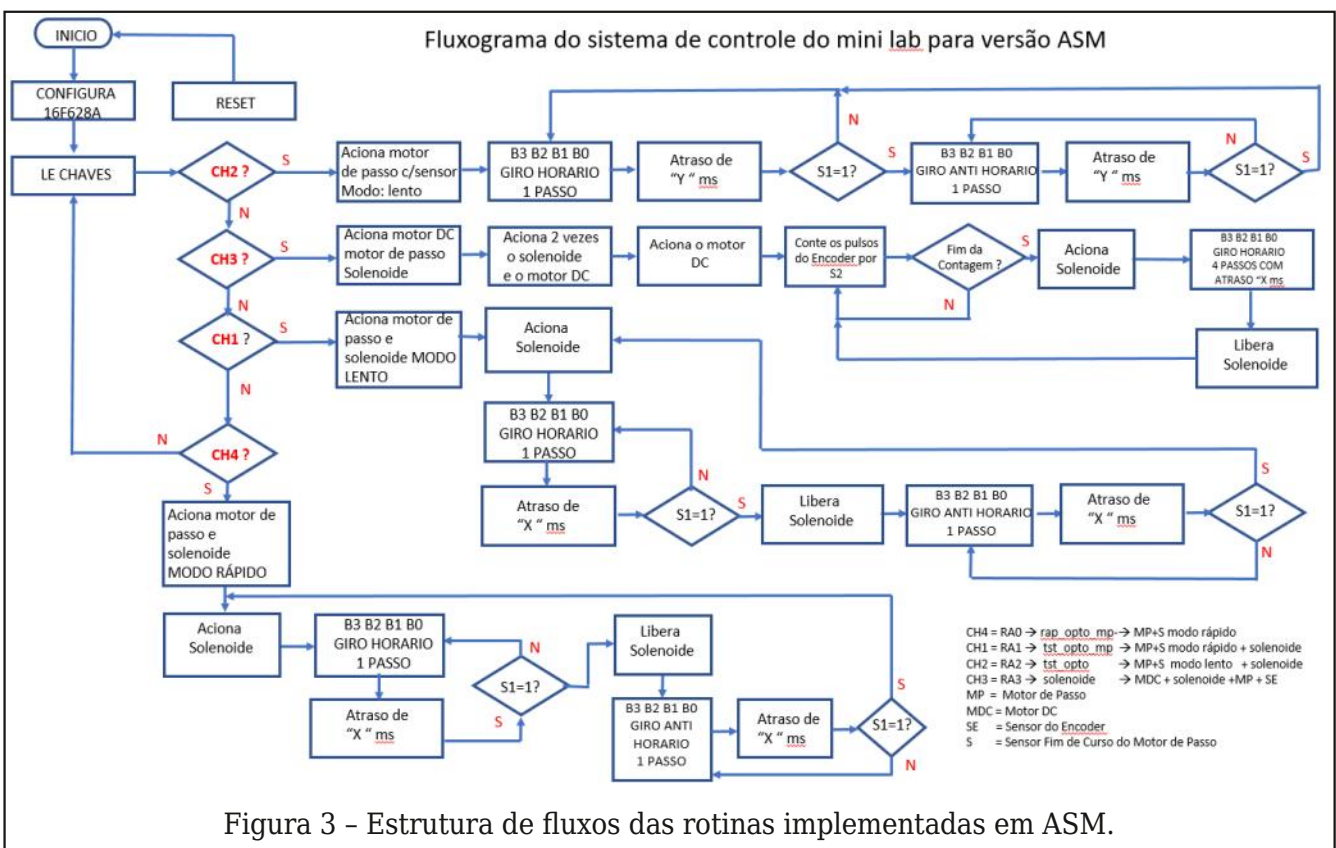 Fluxograma do sistema de controle do mini lab para versão ASM
INICIO
CONFIGURA
16F628A
RESET
LE CHAVES
CH2 ?
S
N
Aciona motor
de passo c/sensor
Modo: lento
B3 B2 B1 B0
GIRO HORARIO
1 PASSO
Atraso de
“Y “ ms
S1=1?
N
S
B3 B2 B1 B0
GIRO ANTI HORARIO
1 PASSO
Atraso de
“Y “ ms
S1=1?
N
S
CH3 ?
S
N
Aciona motor DC
motor de passo
Solenoide
Aciona 2 vezes
o solenoide
e o motor DC
Aciona o motor
DC
Conte os pulsos
do Encoder por
S2
Fim da
Contagem ?
S
N
Aciona
Solenoide
B3 B2 B1 B0
GIRO HORARIO
4 PASSOS COM
ATRASO “X ms
Libera
Solenoide
CH1 ?
S
N
Aciona motor de
passo e
solenoide MODO
LENTO
Aciona
Solenoide
B3 B2 B1 B0
GIRO HORARIO
1 PASSO
Atraso de
“X “ ms
S1=1?
N
S
Libera
Solenoide
B3 B2 B1 B0
GIRO ANTI HORARIO
1 PASSO
Atraso de
“X “ ms
S1=1?
S
N
CH4 ?
N
S
Aciona motor de
passo e
solenoide
MODO RÁPIDO
Aciona
Solenoide
B3 B2 B1 B0
GIRO HORARIO
1 PASSO
Atraso de
“X “ ms
S1=1?
N
S
Libera
Solenoide
B3 B2 B1 B0
GIRO ANTI
HORARIO
1 PASSO
Atraso de
“X “ ms
S1=1?
S
N
CH4 = RA0 → rap_opto_mp-→ MP+S modo rápido
CH1 = RA1 → tst_opto_mp → MP+S modo rápido + solenoide
CH2 = RA2 → tst_opto → MP+S modo lento + solenoide
CH3 = RA3 → solenoide → MDC + solenoide +MP + SE
MP = Motor de Passo
MDC = Motor DC
SE = Sensor do Encoder
S = Sensor Fim de Curso do Motor de Passo
Figura 3 – Estrutura de fluxos das rotinas implementadas em ASM.